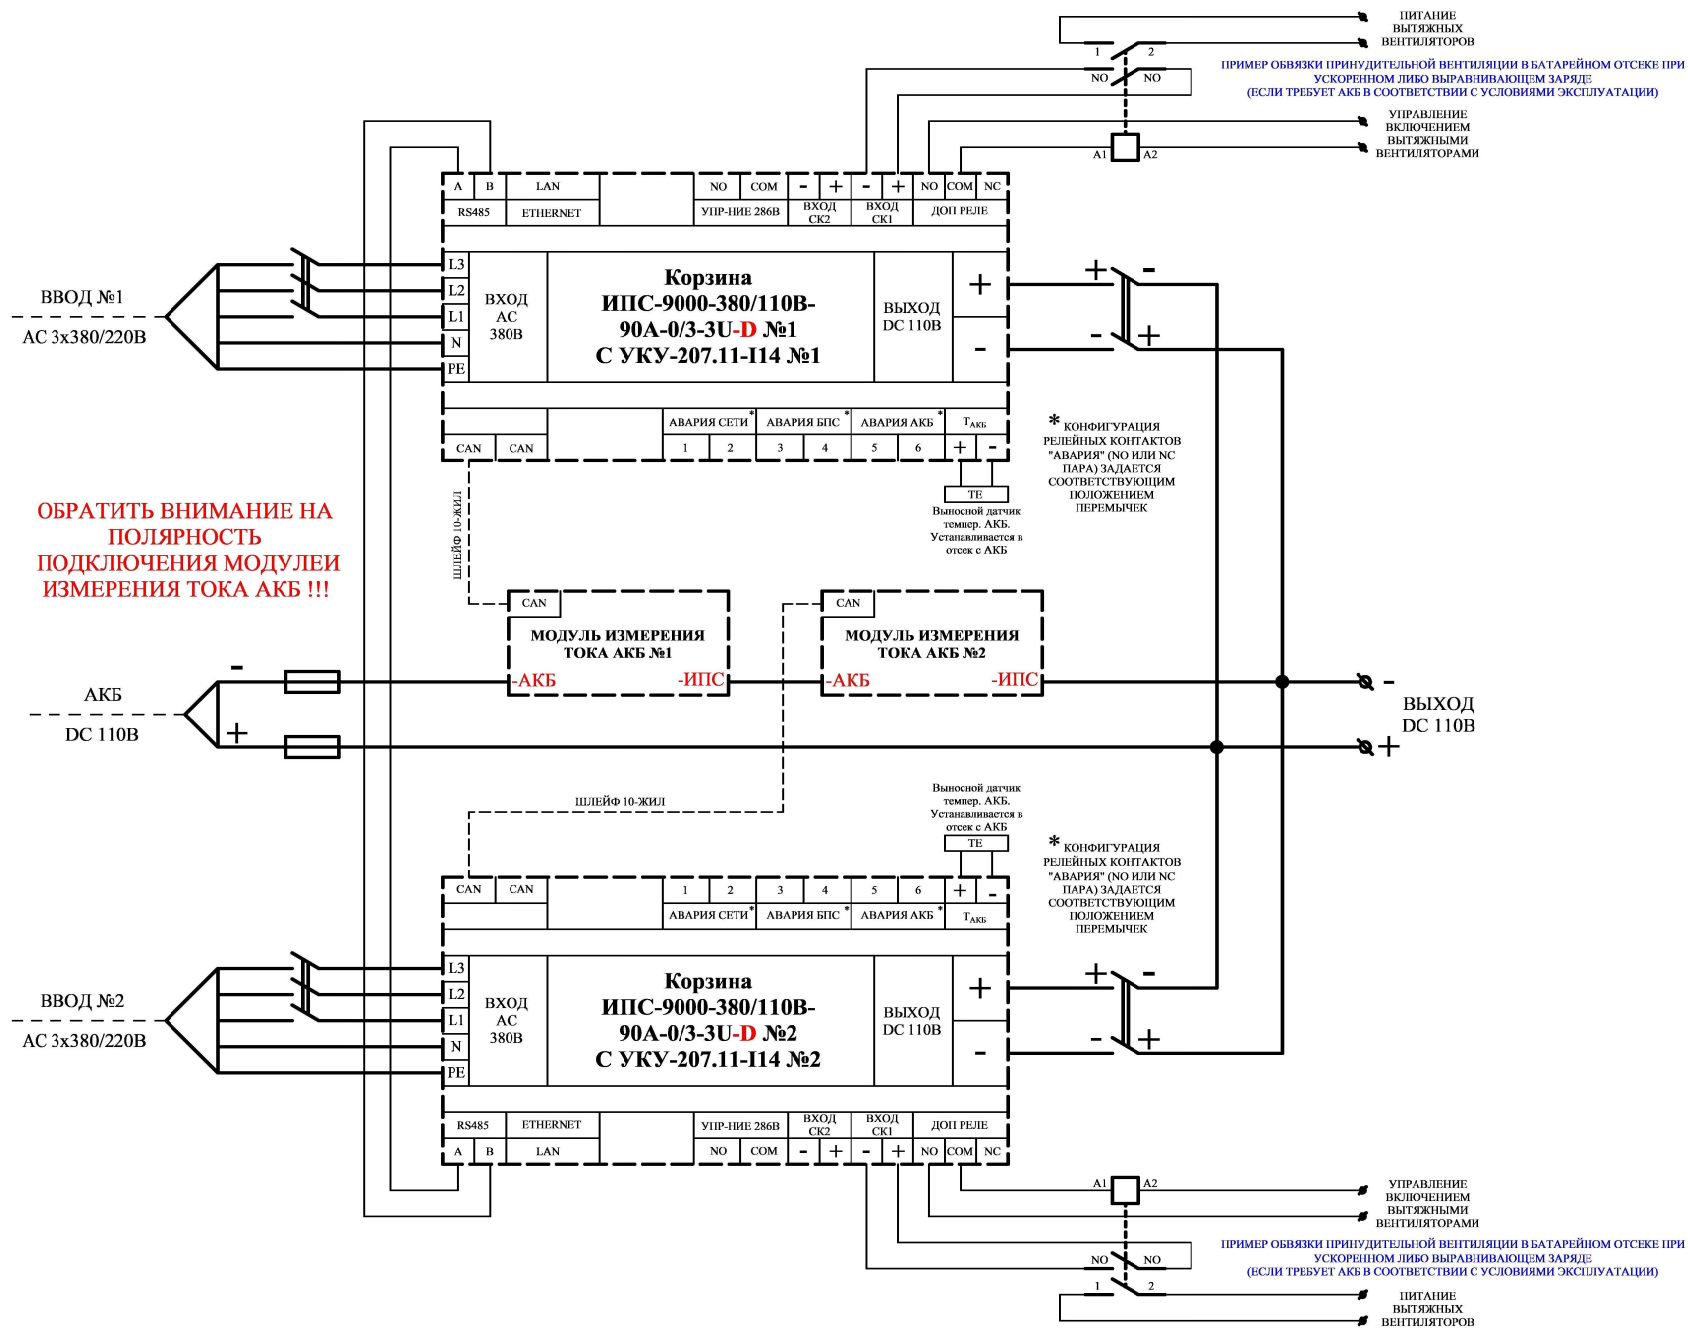 ПИТАНИЕ
ВЫТЯЖНЫХ
ВЕНТИЛЯТОРОВ
1 2
NO NO
ПРИМЕР ОБВЯЗКИ ПРИНУДИТЕЛЬНОЙ ВЕНТИЛЯЦИИ В БАТАРЕЙНОМ ОТСЕКЕ ПРИ
УСКОРЕННОМ ЛИБО ВЫРАВНИВАЮЩЕМ ЗАРЯДЕ
(ЕСЛИ ТРЕБУЕТ АКБ В СООТВЕТСТВИИ С УСЛОВИЯМИ ЭКСПЛУАТАЦИИ)
УПРАВЛЕНИЕ
ВКЛЮЧЕНИЕМ
ВЫТЯЖНЫМИ
ВЕНТИЛЯТОРАМИ
A1 A2
A B LAN NO COM - + - + NO COM NC
RS485 ETHERNET УПР-НИЕ 286В ВХОД СК2 ВХОД СК1 ДОП РЕЛЕ
ВВОД №1
АС 3x380/220В
L3
L2
L1
N
PE
ВХОД
АС
380В
Корзина
ИПС-9000-380/110В-
90А-0/3-3U-D №1
С УКУ-207.11-I14 №1
ВЫХОД
DC 110В
+
-
+ -
- +
АВАРИЯ СЕТИ* АВАРИЯ БПС* АВАРИЯ АКБ* ТАКБ
CAN CAN 1 2 3 4 5 6 + -
TE
Выносной датчик
темпер. АКБ.
Устанавливается в
отсек с АКБ
* КОНФИГУРАЦИЯ
РЕЛЕЙНЫХ КОНТАКТОВ
"АВАРИЯ" (NO ИЛИ NC
ПАРА) ЗАДАЕТСЯ
СООТВЕТСТВУЮЩИМ
ПОЛОЖЕНИЕМ
ПЕРЕМЫЧЕК
ШЛЕЙФ 10-ЖИЛ
ОБРАТИТЬ ВНИМАНИЕ НА
ПОЛЯРНОСТЬ
ПОДКЛЮЧЕНИЯ МОДУЛЕИ
ИЗМЕРЕНИЯ ТОКА АКБ !!!
CAN
МОДУЛЬ ИЗМЕРЕНИЯ
ТОКА АКБ №1
-АКБ -ИПС
CAN
МОДУЛЬ ИЗМЕРЕНИЯ
ТОКА АКБ №2
-АКБ -ИПС
АКБ
DC 110В
-
+
-
ВЫХОД
DC 110В
+
ШЛЕЙФ 10-ЖИЛ
Выносной датчик
темпер. АКБ.
Устанавливается в
отсек с АКБ
TE
* КОНФИГУРАЦИЯ
РЕЛЕЙНЫХ КОНТАКТОВ
"АВАРИЯ" (NO ИЛИ NC
ПАРА) ЗАДАЕТСЯ
СООТВЕТСТВУЮЩИМ
ПОЛОЖЕНИЕМ
ПЕРЕМЫЧЕК
CAN CAN 1 2 3 4 5 6 + -
АВАРИЯ СЕТИ* АВАРИЯ БПС* АВАРИЯ АКБ* ТАКБ
ВВОД №2
АС 3x380/220В
L3
L2
L1
N
PE
ВХОД
АС
380В
Корзина
ИПС-9000-380/110В-
90А-0/3-3U-D №2
С УКУ-207.11-I14 №2
ВЫХОД
DC 110В
+
-
+ -
- +
RS485 ETHERNET УПР-НИЕ 286В ВХОД СК2 ВХОД СК1 ДОП РЕЛЕ
A B LAN NO COM - + - + NO COM NC
A1 A2
УПРАВЛЕНИЕ
ВКЛЮЧЕНИЕМ
ВЫТЯЖНЫМИ
ВЕНТИЛЯТОРАМИ
ПРИМЕР ОБВЯЗКИ ПРИНУДИТЕЛЬНОЙ ВЕНТИЛЯЦИИ В БАТАРЕЙНОМ ОТСЕКЕ ПРИ
УСКОРЕННОМ ЛИБО ВЫРАВНИВАЮЩЕМ ЗАРЯДЕ
(ЕСЛИ ТРЕБУЕТ АКБ В СООТВЕТСТВИИ С УСЛОВИЯМИ ЭКСПЛУАТАЦИИ)
NO NO
1 2
ПИТАНИЕ
ВЫТЯЖНЫХ
ВЕНТИЛЯТОРОВ